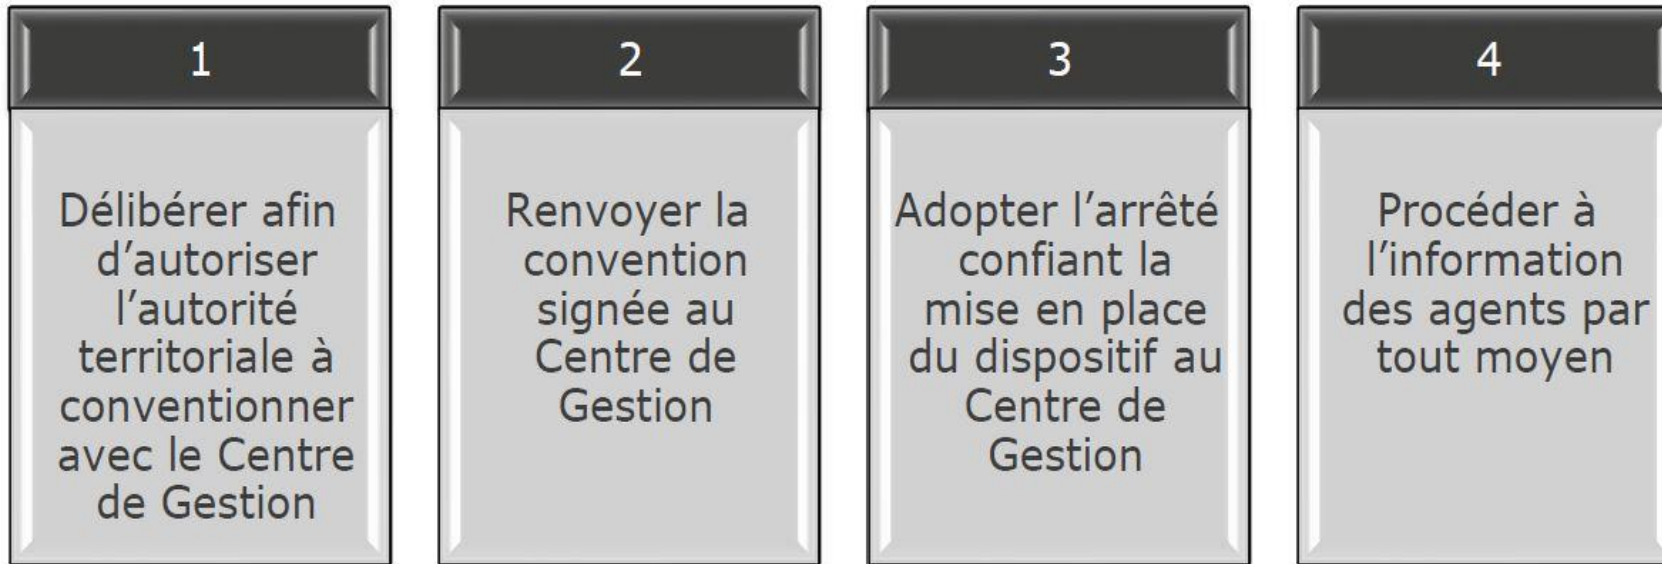 1
Délibérer afin
d’autoriser
l’autorité
territoriale à
conventionner
avec le Centre
de Gestion
2
Renvoyer la
convention
signée au
Centre de
Gestion
3
Adopter l’arrêté
confiant la
mise en place
du dispositif au
Centre de
Gestion
4
Procéder à
l’information
des agents par
tout moyen